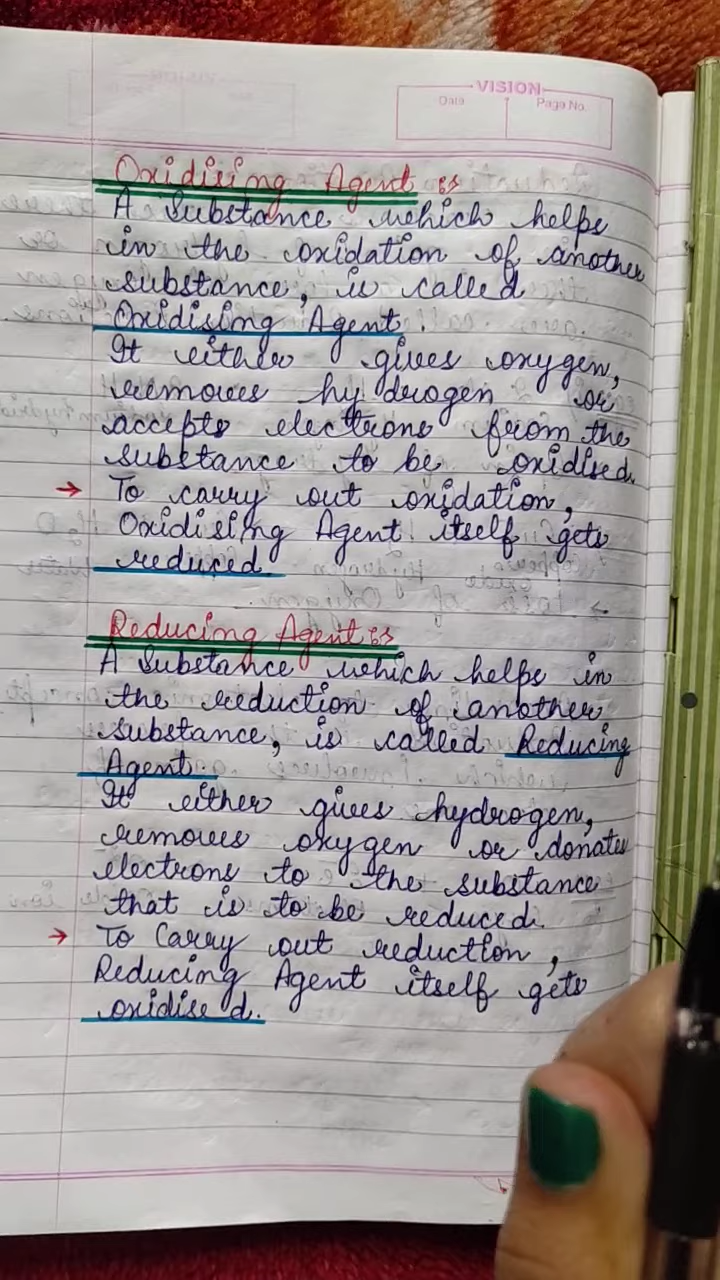 VISION
Date Page No.
Oxidising Agent :-
A Substance which helps
in the oxidation of another
substance, is called
Oxidising Agent.
It either gives oxygen,
removes hydrogen or
accepts electrons from the
substance to be oxidised.
→ To carry out oxidation,
Oxidising Agent itself gets
reduced
Reducing Agent :-
A Substance which helps in
the reduction of another
substance, is called Reducing
Agent.
It either gives hydrogen,
removes oxygen or donates
electrons to the substance
that is to be reduced.
→ To Carry out reduction,
Reducing Agent itself gets
oxidised.